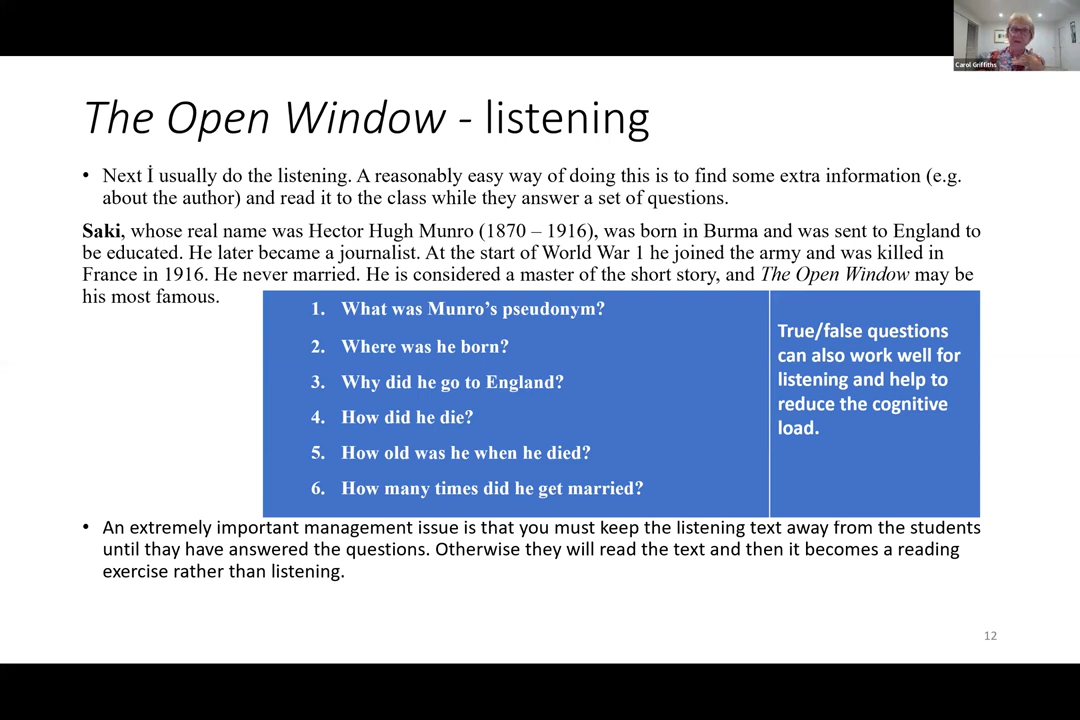 Carol Griffiths
The Open Window - listening
• Next İ usually do the listening. A reasonably easy way of doing this is to find some extra information (e.g.
about the author) and read it to the class while they answer a set of questions.
Saki, whose real name was Hector Hugh Munro (1870 – 1916), was born in Burma and was sent to England to
be educated. He later became a journalist. At the start of World War 1 he joined the army and was killed in
France in 1916. He never married. He is considered a master of the short story, and The Open Window may be
his most famous.
1. What was Munro’s pseudonym?
2. Where was he born?
3. Why did he go to England?
4. How did he die?
5. How old was he when he died?
6. How many times did he get married?
True/false questions
can also work well for
listening and help to
reduce the cognitive
load.
• An extremely important management issue is that you must keep the listening text away from the students
until thay have answered the questions. Otherwise they will read the text and then it becomes a reading
exercise rather than listening.
12